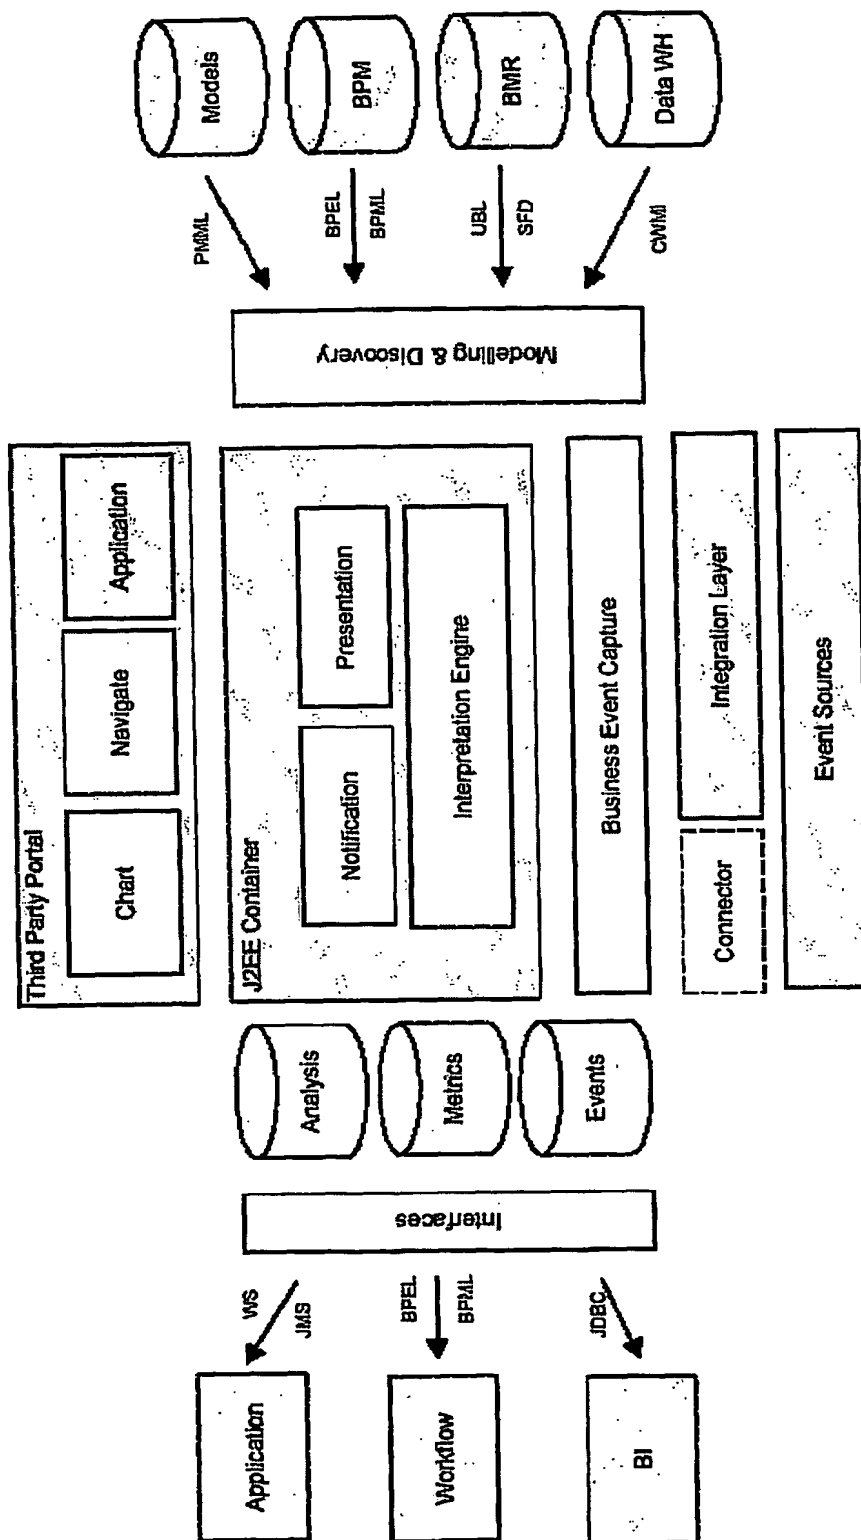 Third Party Portal
Chart
Navigate
Application
J2EE Container
Notification
Presentation
Interpretation Engine
Business Event Capture
Connector
Integration Layer
Event Sources
Analysis
Metrics
Events
Interfaces
WS
JMS
BPEL
BPML
JDBC
Application
Workflow
BI
Modelling & Discovery
PMML
BPEL
BPML
UBL
SFD
CWMI
Models
BPM
BMR
Data WH